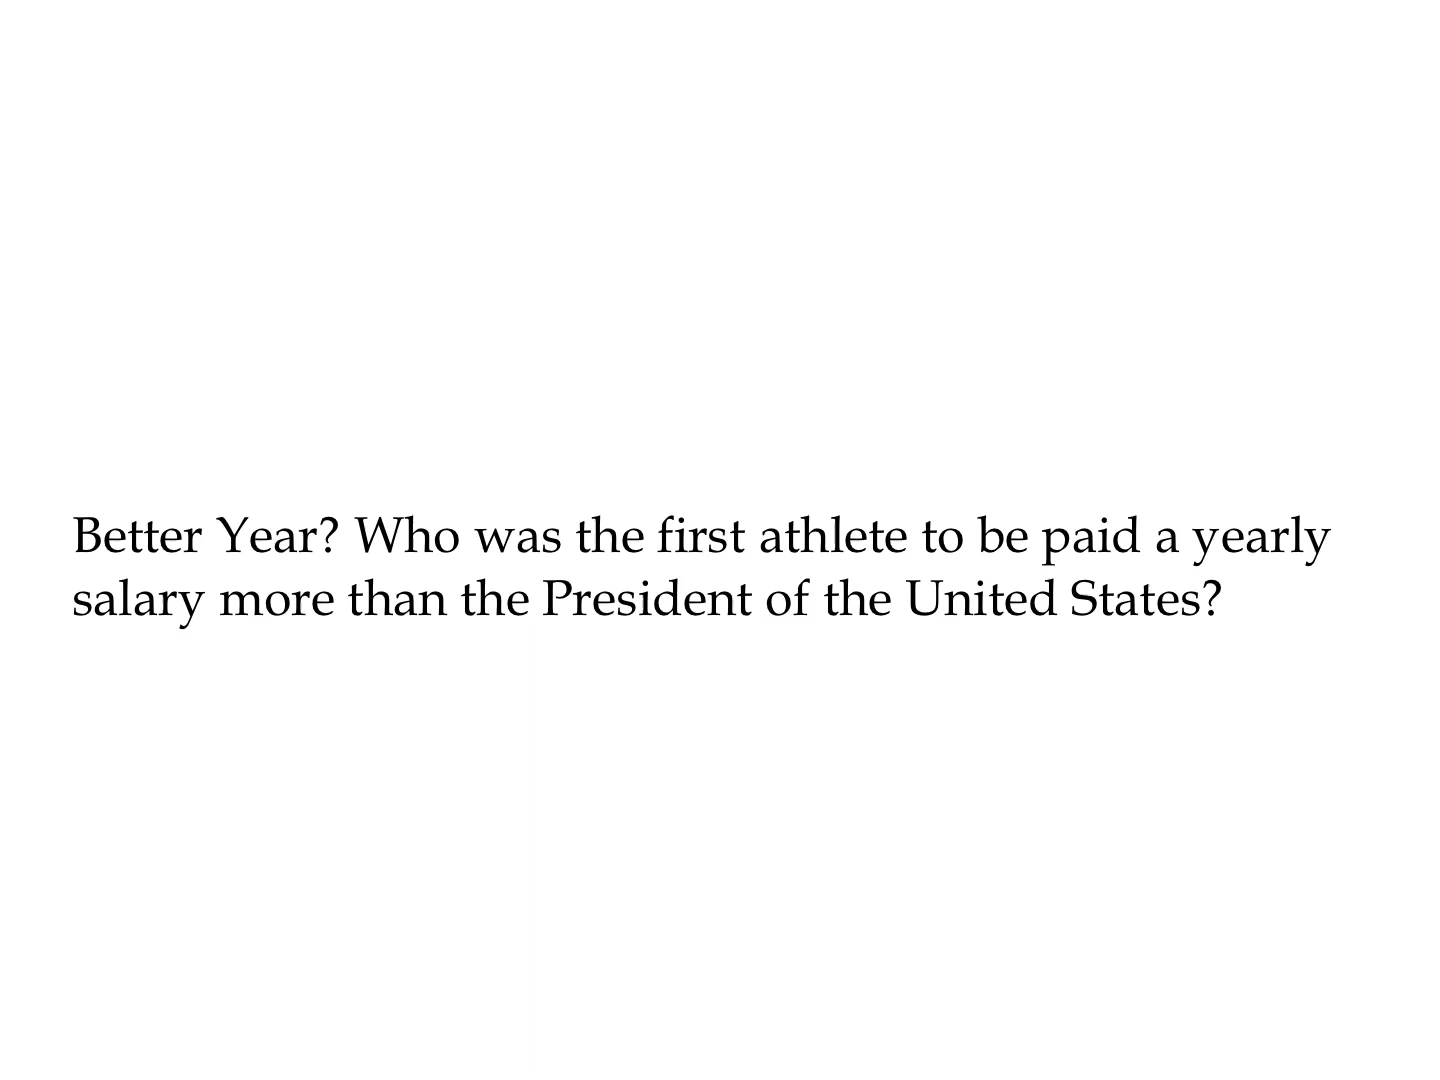 Better Year? Who was the first athlete to be paid a yearly
salary more than the President of the United States?